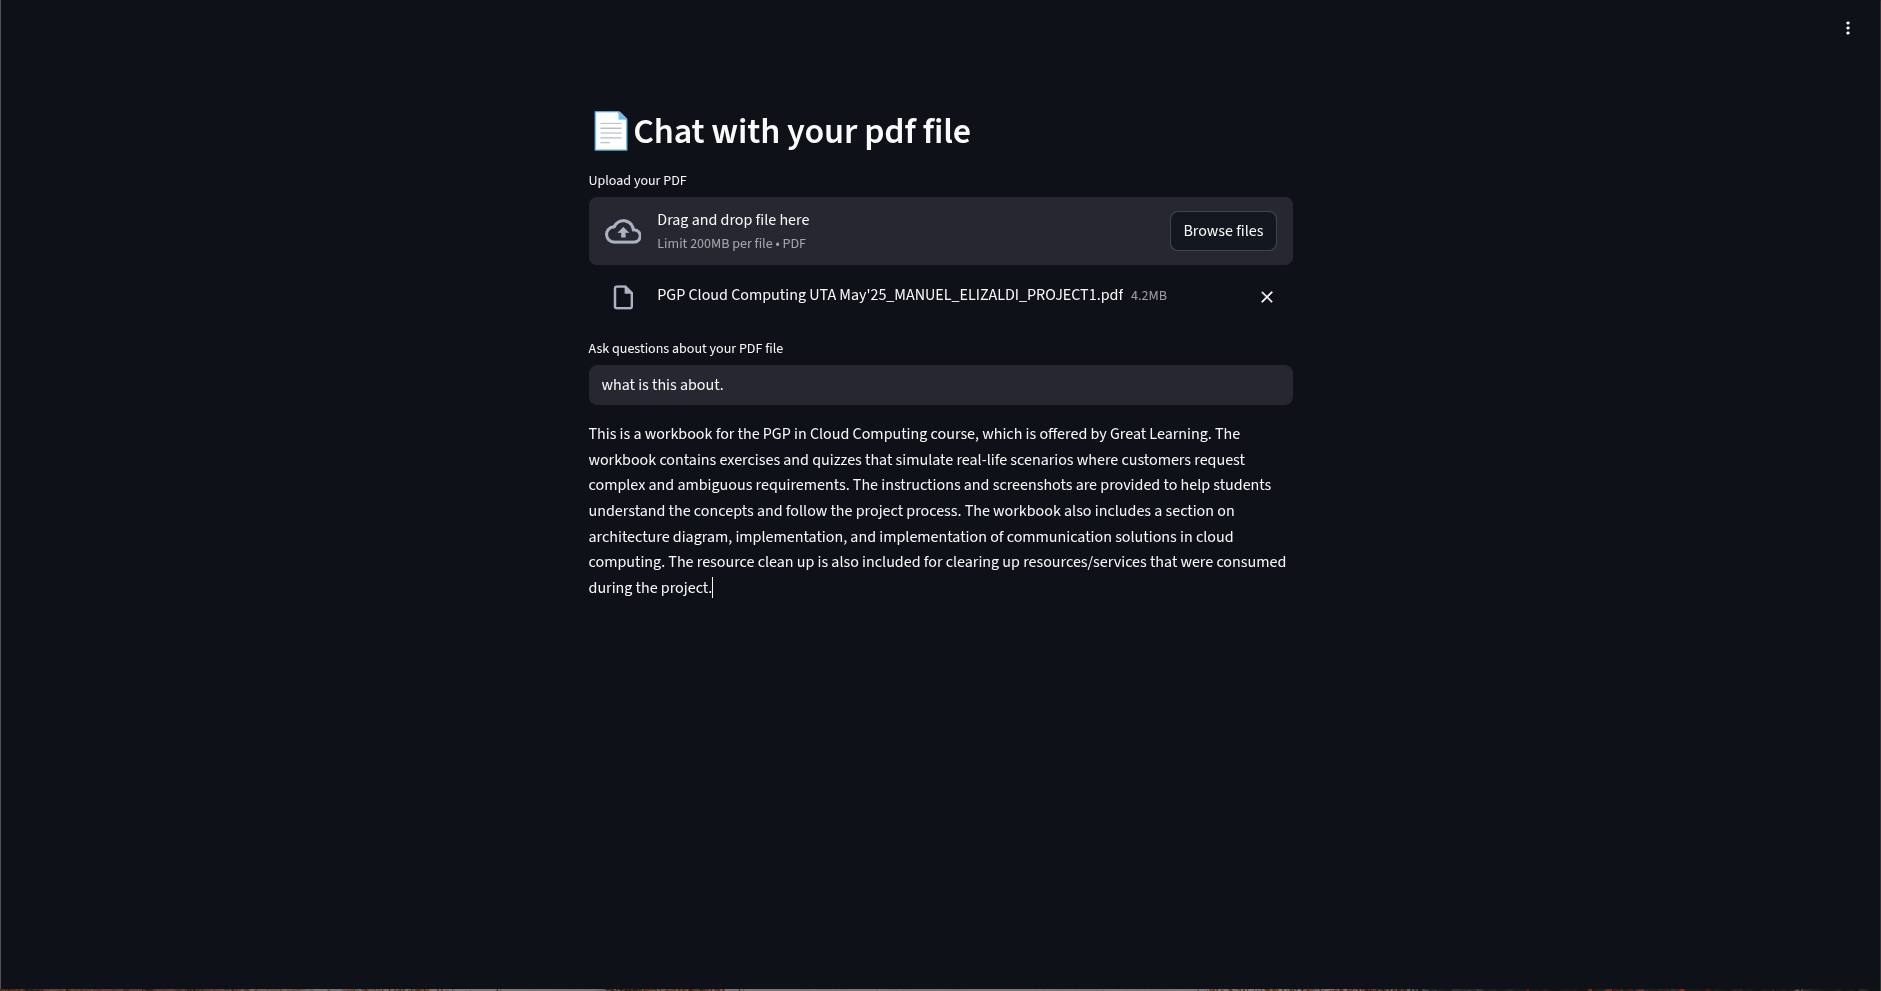 📄Chat with your pdf file
Upload your PDF
Drag and drop file here
Limit 200MB per file • PDF
Browse files
PGP Cloud Computing UTA May'25_MANUEL_ELIZALDI_PROJECT1.pdf 4.2MB
Ask questions about your PDF file
what is this about.
This is a workbook for the PGP in Cloud Computing course, which is offered by Great Learning. The
workbook contains exercises and quizzes that simulate real-life scenarios where customers request
complex and ambiguous requirements. The instructions and screenshots are provided to help students
understand the concepts and follow the project process. The workbook also includes a section on
architecture diagram, implementation, and implementation of communication solutions in cloud
computing. The resource clean up is also included for clearing up resources/services that were consumed
during the project.